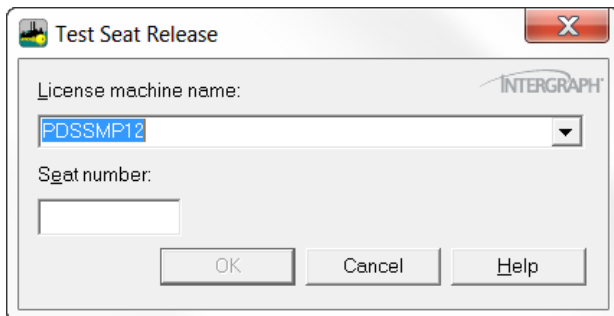 Test Seat Release
INTERGRAPH
License machine name:
PDSSMP12
Seat number:
OK Cancel Help